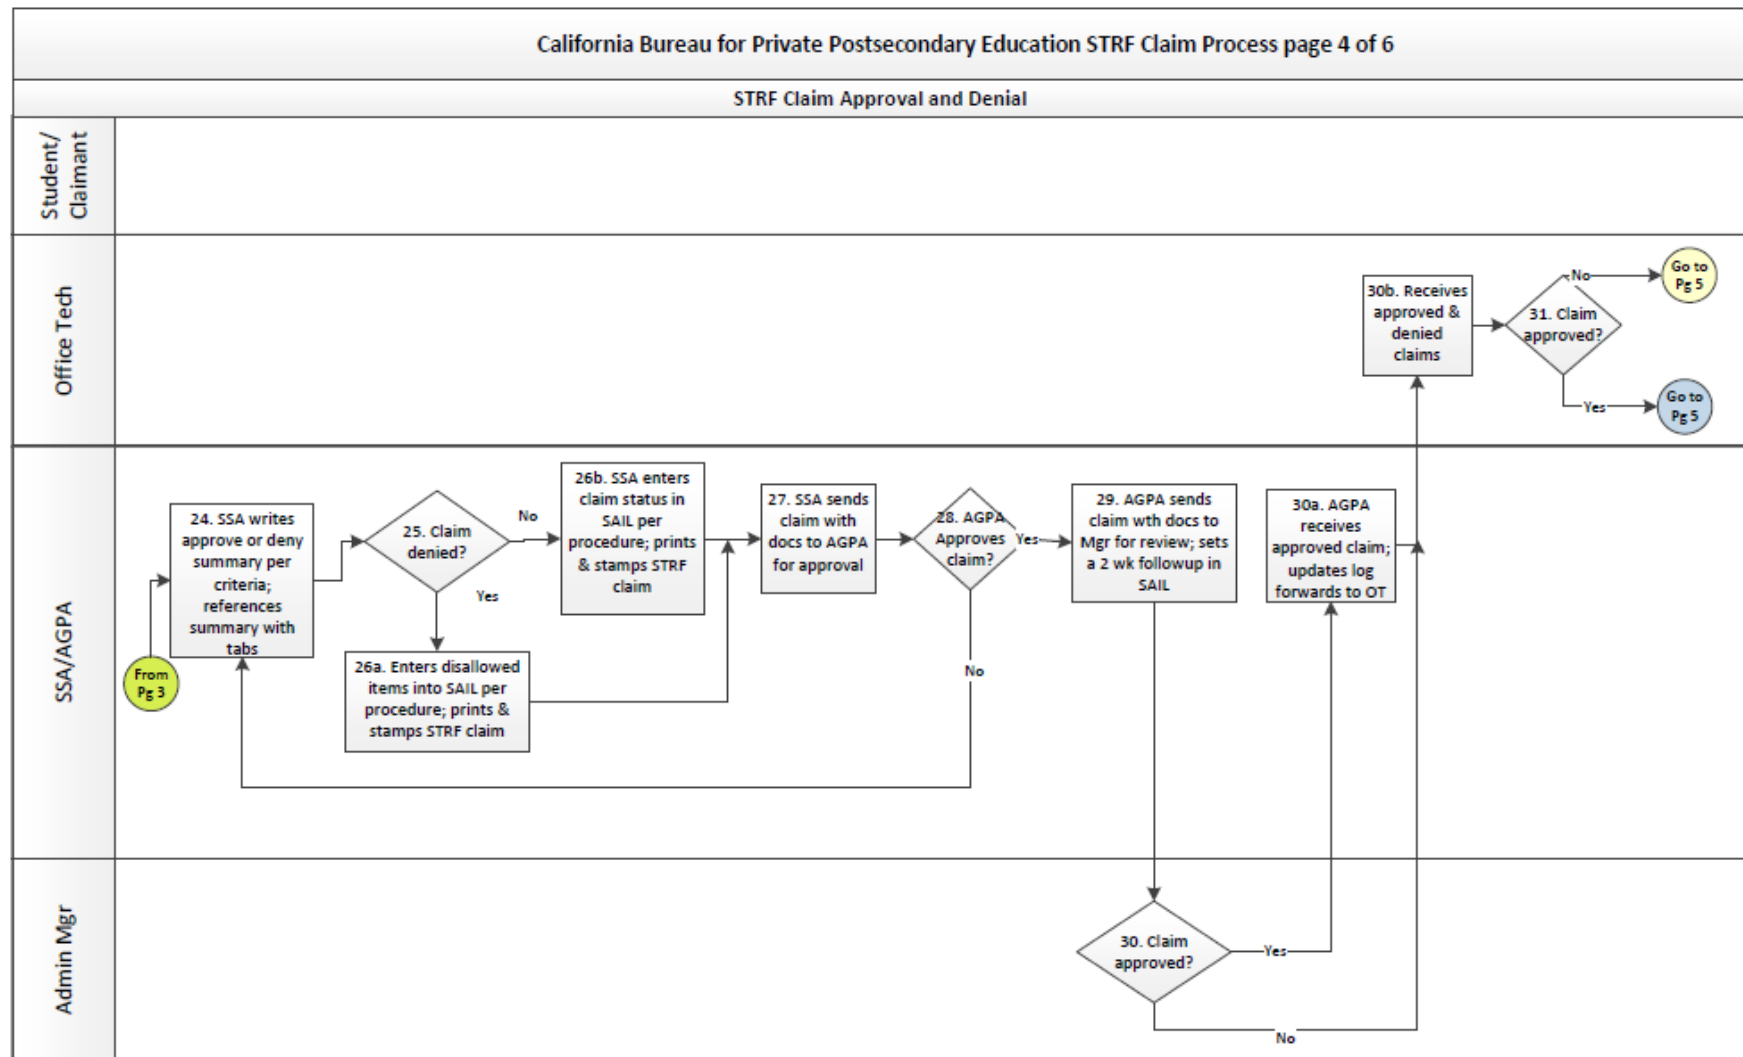 California Bureau for Private Postsecondary Education STRF Claim Process page 4 of 6
STRF Claim Approval and Denial
Student/
Claimant
Office Tech
30b. Receives
approved &
denied
claims
31. Claim
approved?
No
Go to
Pg 5
Yes
Go to
Pg 5
SSA/AGPA
From
Pg 3
24. SSA writes
approve or deny
summary per
criteria;
references
summary with
tabs
25. Claim
denied?
No
Yes
26a. Enters disallowed
items into SAIL per
procedure; prints &
stamps STRF claim
26b. SSA enters
claim status in
SAIL per
procedure; prints
& stamps STRF
claim
27. SSA sends
claim with
docs to AGPA
for approval
28. AGPA
Approves
claim?
Yes
No
29. AGPA sends
claim wth docs to
Mgr for review; sets
a 2 wk followup in
SAIL
30a. AGPA
receives
approved claim;
updates log
forwards to OT
Admin Mgr
30. Claim
approved?
Yes
No